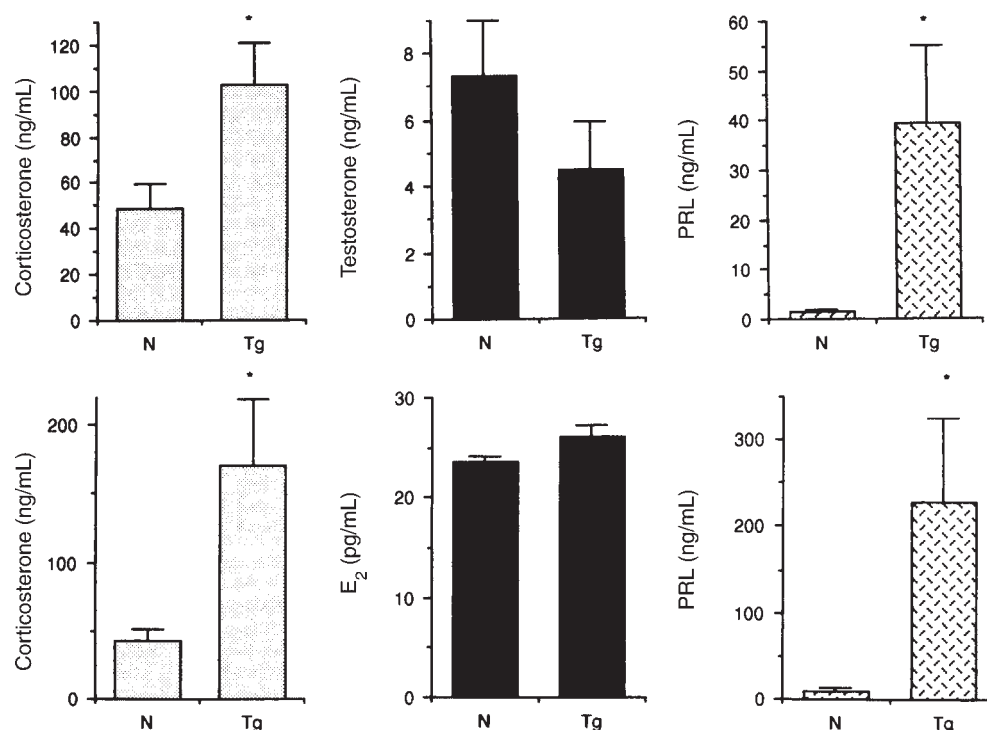 *
Corticosterone (ng/mL)
120
100
80
60
40
20
0
N
Tg
Testosterone (ng/mL)
8
6
4
2
0
N
Tg
*
PRL (ng/mL)
60
50
40
30
20
10
0
N
Tg
*
Corticosterone (ng/mL)
200
100
0
N
Tg
E2 (pg/mL)
30
20
10
0
N
Tg
*
PRL (ng/mL)
300
200
100
0
N
Tg